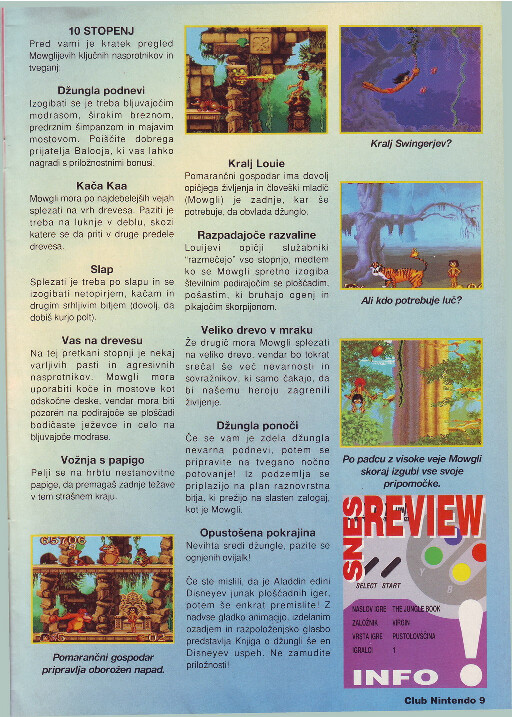 10 STOPENJ
Pred vami je kratek pregled
Mowglijevih ključnih nasprotnikov in
tveganj:
Džungla podnevi
Izogibati se je treba bljuvajočim
modrasom, širokim breznom,
predrznim šimpanzom in majavim
mostovom. Poiščite dobrega
prijatelja Balooja, ki vas lahko
nagradi s priložnostnimi bonusi.
Kača Kaa
Mowgli mora po najdebelejših vejah
splezati na vrh drevesa. Paziti je
treba na luknje v deblu, skozi
katere se da priti v druge predele
drevesa.
Slap
Splezati je treba po slapu in se
izogibati netopirjem, kačam in
drugim srhljivim bitjem (dovolj, da
dobiš kurjo polt).
Vas na drevesu
Na tej pretkani stopnji je nekaj
varljivih pasti in agresivnih
nasprotnikov. Mowgli mora
uporabiti koče in mostove kot
odskočne deske, vendar mora biti
pozoren na podirajoče se ploščadi
bodičaste ježevce in celo na
bljuvajoče modrase.
Vožnja s papigo
Pelji se na hrbtu nestanovitne
papige, da premagaš zadnje težave
v tem strašnem kraju.
65706
02
Pomarančni gospodar
pripravlja oborožen napad.
Kralj Louie
Pomarančni gospodar ima dovolj
opičjega življenja in človeški mladič
(Mowgli) je zadnje, kar še
potrebuje, da obvlada džunglo.
Razpadajoče razvaline
Louijevi opičji služabniki
"razmečejo" vso stopnjo, medtem
ko se Mowgli spretno izogiba
številnim podirajočim se ploščadim,
pošastim, ki bruhajo ogenj in
pikajočim škorpijonom.
Veliko drevo v mraku
Že drugič mora Mowgli splezati
na veliko drevo, vendar bo tokrat
srečal še več nevarnosti in
sovražnikov, ki samo čakajo, da
bi našemu heroju zagrenili
življenje.
Džungla ponoči
Če se vam je zdela džungla
nevarna podnevi, potem se
pripravite na tvegano nočno
potovanje! Iz podzemlja se
priplazijo na plan raznovrstna
bitja, ki prežijo na slasten zalogaj,
kot je Mowgli.
Opustošena pokrajina
Nevihta sredi džungle, pazite se
ognjenih ovijalk!
Če ste mislili, da je Aladdin edini
Disneyev junak ploščadnih iger,
potem še enkrat premislite! Z
nadvse gladko animacijo, izdelanim
ozadjem in razpoloženjsko glasbo
predstavlja Knjiga o džungli še en
Disneyev uspeh. Ne zamudite
priložnosti!
Kralj Swingerjev?
Ali kdo potrebuje luč?
Po padcu z visoke veje Mowgli
skoraj izgubi vse svoje
pripomočke.
SNES
REVIEW
SELECT START
Y
B
NASLOV IGRE THE JUNGLE BOOK
ZALOŽNIK VIRGIN
VRSTA IGRE PUSTOLOVŠČINA
IGRALCI 1
INFO !
Club Nintendo 9